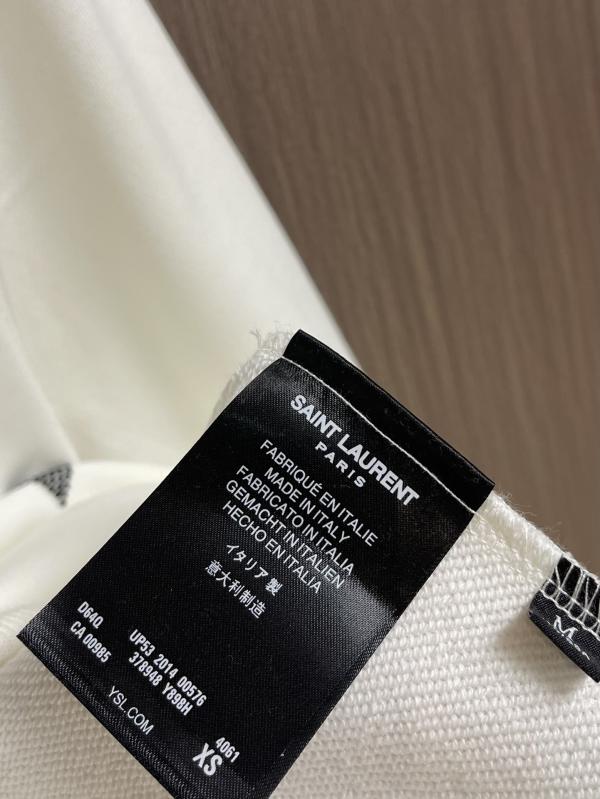 SAINT LAURENT
PARIS
FABRIQUÉ EN ITALIE
MADE IN ITALY
FABRICATO IN ITALIA
GEMACHT IN ITALIEN
HECHO EN ITALIA
イタリア製
意大利制造
D64Q UP53 2014 00576
CA 00985 378948 Y898H
4061
YSL.COM XS
M